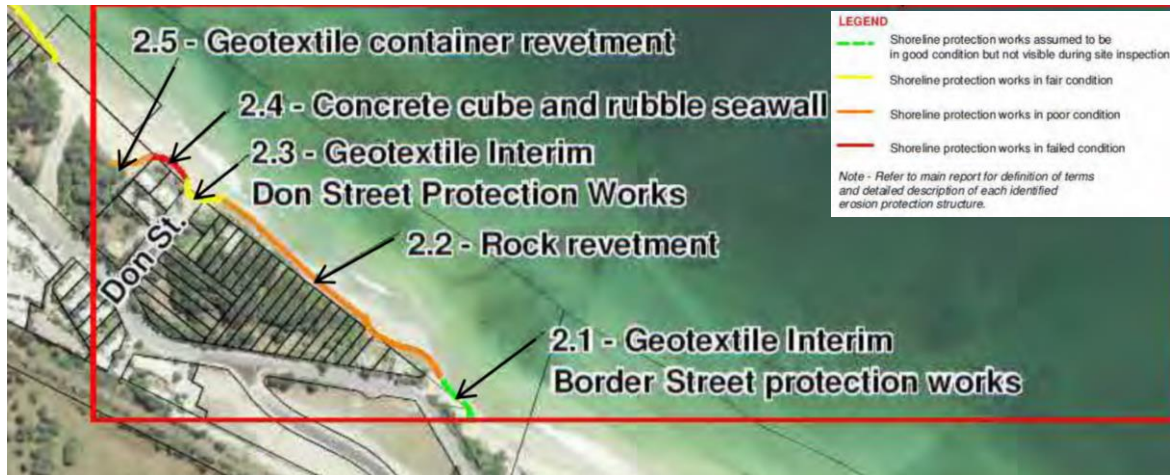 2.5 - Geotextile container revetment
2.4 - Concrete cube and rubble seawall
2.3 - Geotextile Interim
Don Street Protection Works
Don St.
2.2 - Rock revetment
2.1 - Geotextile Interim
Border Street protection works
LEGEND
Shoreline protection works assumed to be
in good condition but not visible during site inspection
Shoreline protection works in fair condition
Shoreline protection works in poor condition
Shoreline protection works in failed condition
Note - Refer to main report for definition of terms
and detailed description of each identified
erosion protection structure.